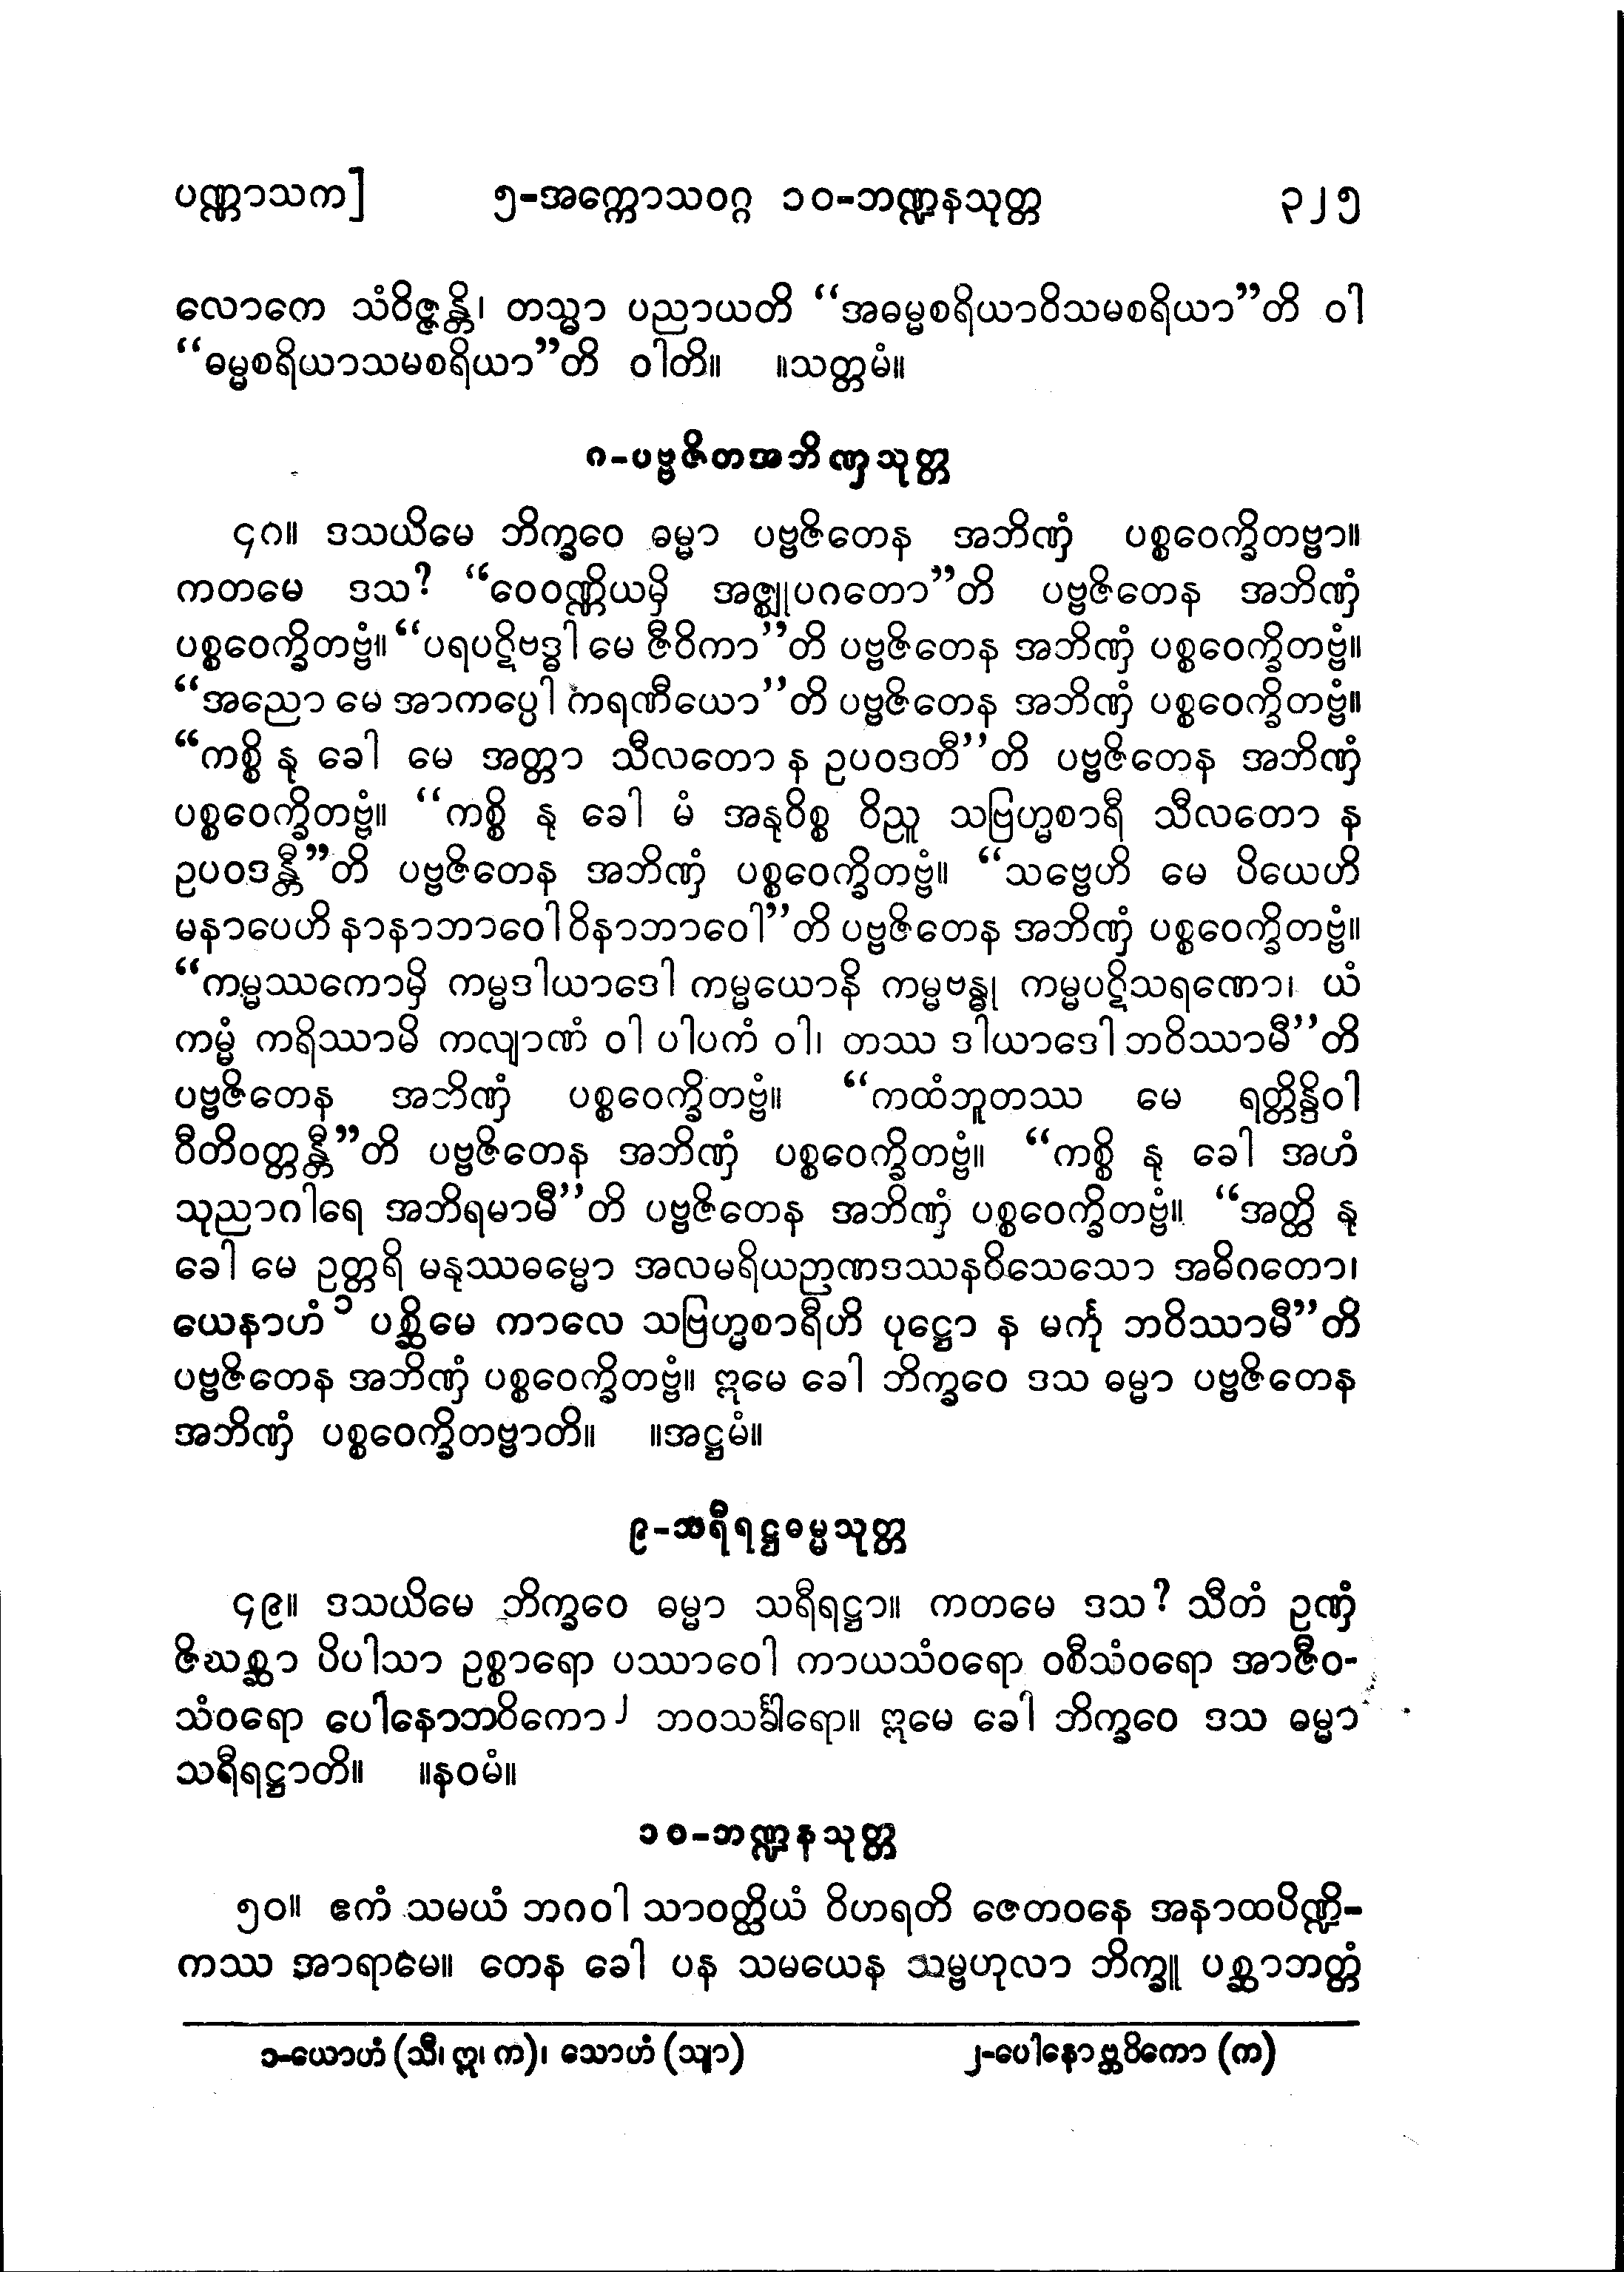 ပဏ္ဏာသက] ၅-အက္ကောသဝဂ္ဂ ၁၀-ဘဏ္ဍနသုတ္တ ၃၂၅
လောကေ သံဝိဇ္ဇန္တိ၊ တသ္မာ ပညာယတိ “အဓမ္မစရိယာဝိသမစရိယာ”တိ ဝါ
“ဓမ္မစရိယာသမစရိယာ”တိ ဝါတိ။ ။သတ္တမံ။
၈-ပဗ္ဗဇိတအဘိဏှသုတ္တ
၄၈။ ဒသယိမေ ဘိက္ခဝေ ဓမ္မာ ပဗ္ဗဇိတေန အဘိဏှံ ပစ္စဝေက္ခိတဗ္ဗာ။
ကတမေ ဒသ? “ဝေဝဏ္ဏိယမှိ အဇ္ဈုပဂတော”တိ ပဗ္ဗဇိတေန အဘိဏှံ
ပစ္စဝေက္ခိတဗ္ဗံ။ “ပရပဋိဗဒ္ဓါ မေ ဇီဝိကာ”တိ ပဗ္ဗဇိတေန အဘိဏှံ ပစ္စဝေက္ခိတဗ္ဗံ။
“အညော မေ အာကပ္ပေါ ကရဏီယော”တိ ပဗ္ဗဇိတေန အဘိဏှံ ပစ္စဝေက္ခိတဗ္ဗံ။
“ကစ္စိ နု ခေါ မေ အတ္တာ သီလတော န ဥပဝဒတီ”တိ ပဗ္ဗဇိတေန အဘိဏှံ
ပစ္စဝေက္ခိတဗ္ဗံ။ “ကစ္စိ နု ခေါ မံ အနုဝိစ္စ ဝိညူ သဗြဟ္မစာရီ သီလတော န
ဥပဝဒန္တီ”တိ ပဗ္ဗဇိတေန အဘိဏှံ ပစ္စဝေက္ခိတဗ္ဗံ။ “သဗ္ဗေဟိ မေ ပိယေဟိ
မနာပေဟိ နာနာဘာဝေါ ဝိနာဘာဝေါ”တိ ပဗ္ဗဇိတေန အဘိဏှံ ပစ္စဝေက္ခိတဗ္ဗံ။
“ကမ္မဿကောမှိ ကမ္မဒါယာဒေါ ကမ္မယောနိ ကမ္မဗန္ဓု ကမ္မပဋိသရဏော၊ ယံ
ကမ္မံ ကရိဿာမိ ကလျာဏံ ဝါ ပါပကံ ဝါ၊ တဿ ဒါယာဒေါ ဘဝိဿာမီ”တိ
ပဗ္ဗဇိတေန အဘိဏှံ ပစ္စဝေက္ခိတဗ္ဗံ။ “ကထံဘူတဿ မေ ရတ္တိန္ဒိဝါ
ဝီတိဝတ္တန္တီ”တိ ပဗ္ဗဇိတေန အဘိဏှံ ပစ္စဝေက္ခိတဗ္ဗံ။ “ကစ္စိ နု ခေါ အဟံ
သုညာဂါရေ အဘိရမာမီ”တိ ပဗ္ဗဇိတေန အဘိဏှံ ပစ္စဝေက္ခိတဗ္ဗံ။ “အတ္ထိ နု
ခေါ မေ ဥတ္တရိ မနုဿဓမ္မော အလမရိယဉာဏဒဿနဝိသေသော အဓိဂတော၊
ယေနာဟံ ၁ ပစ္ဆိမေ ကာလေ သဗြဟ္မစာရီဟိ ပုဋ္ဌော န မင်္ကု ဘဝိဿာမီ”တိ
ပဗ္ဗဇိတေန အဘိဏှံ ပစ္စဝေက္ခိတဗ္ဗံ။ ဣမေ ခေါ ဘိက္ခဝေ ဒသ ဓမ္မာ ပဗ္ဗဇိတေန
အဘိဏှံ ပစ္စဝေက္ခိတဗ္ဗာတိ။ ။အဋ္ဌမံ။
၉-သရီရဋ္ဌဓမ္မသုတ္တ
၄၉။ ဒသယိမေ ဘိက္ခဝေ ဓမ္မာ သရီရဋ္ဌာ။ ကတမေ ဒသ? သီတံ ဥဏှံ
ဇိဃစ္ဆာ ပိပါသာ ဥစ္စာရော ပဿာဝေါ ကာယသံဝရော ဝစီသံဝရော အာဇီဝ-
သံဝရော ပေါနောဘဝိကော ၂ ဘဝသင်္ခါရော။ ဣမေ ခေါ ဘိက္ခဝေ ဒသ ဓမ္မာ
သရီရဋ္ဌာတိ။ ။နဝမံ။
၁၀-ဘဏ္ဍနသုတ္တ
၅၀။ ဧကံ သမယံ ဘဂဝါ သာဝတ္ထိယံ ဝိဟရတိ ဇေတဝနေ အနာထပိဏ္ဍိ-
ကဿ အာရာမေ။ တေန ခေါ ပန သမယေန သမ္ဗဟုလာ ဘိက္ခူ ပစ္ဆာဘတ္တံ
၁-ယောဟံ (သီ၊ ဣ၊ က)၊ သောဟံ (သျာ) ၂-ပေါနောဗ္ဘဝိကော (က)